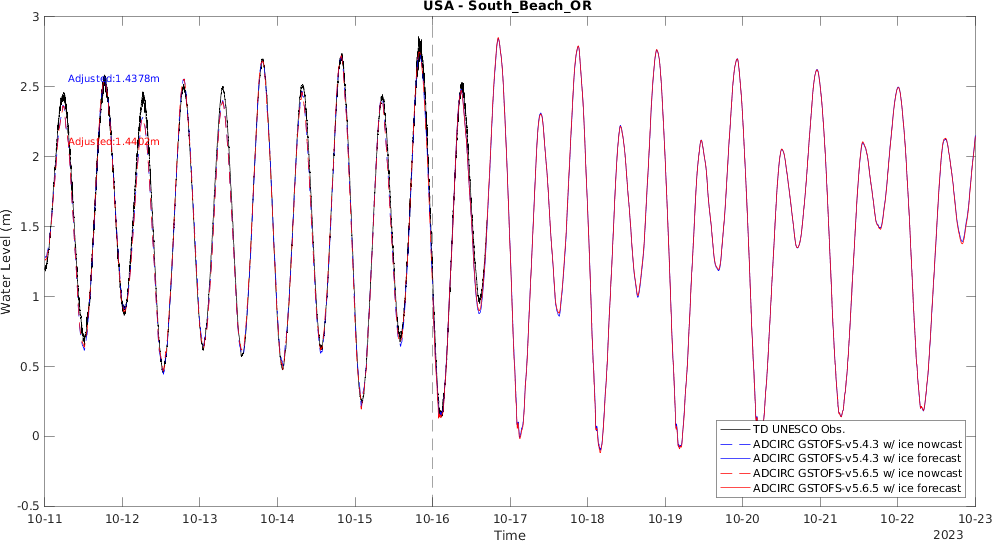 USA - South_Beach_OR
3
2.5
2
1.5
1
0.5
0
-0.5
Water Level (m)
Adjusted:1.4378m
Adjusted:1.4402m
TD UNESCO Obs.
ADCIRC GSTOFS-v5.4.3 w/ ice nowcast
ADCIRC GSTOFS-v5.4.3 w/ ice forecast
ADCIRC GSTOFS-v5.6.5 w/ ice nowcast
ADCIRC GSTOFS-v5.6.5 w/ ice forecast
10-11 10-12 10-13 10-14 10-15 10-16 10-17 10-18 10-19 10-20 10-21 10-22 10-23
Time
2023